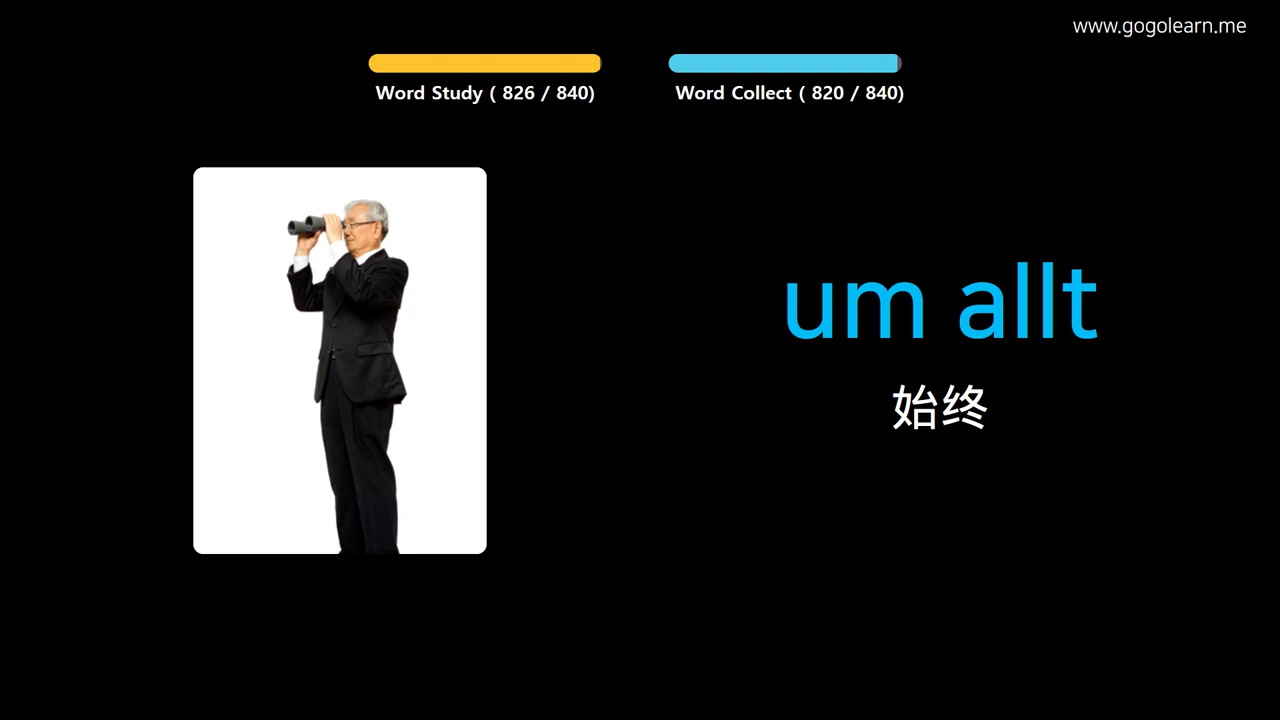 www.gogolearn.me
Word Study ( 826 / 840)
Word Collect ( 820 / 840)
um allt
始终